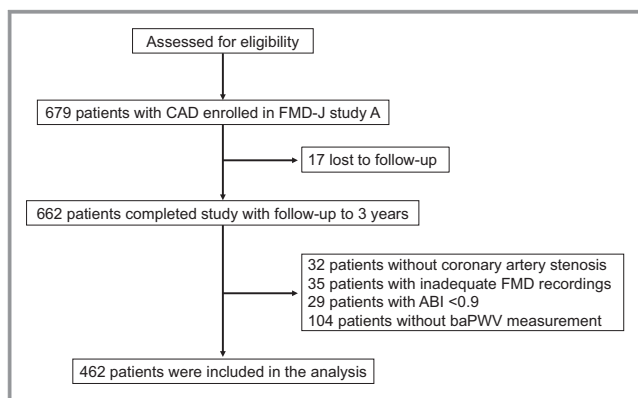 Assessed for eligibility
679 patients with CAD enrolled in FMD-J study A
17 lost to follow-up
662 patients completed study with follow-up to 3 years
32 patients without coronary artery stenosis
35 patients with inadequate FMD recordings
29 patients with ABI <0.9
104 patients without baPWV measurement
462 patients were included in the analysis